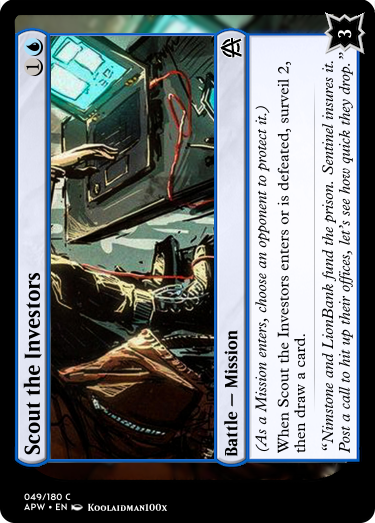 Scout the Investors
1
Battle — Mission
(As a Mission enters, choose an opponent to protect it.)
When Scout the Investors enters or is defeated, surveil 2,
then draw a card.
“Nimstone and LionBank fund the prison. Sentinel insures it.
Post a call to hit up their offices, let’s see how quick they drop.”
3
049/180 C
APW • EN Koolaidman100x